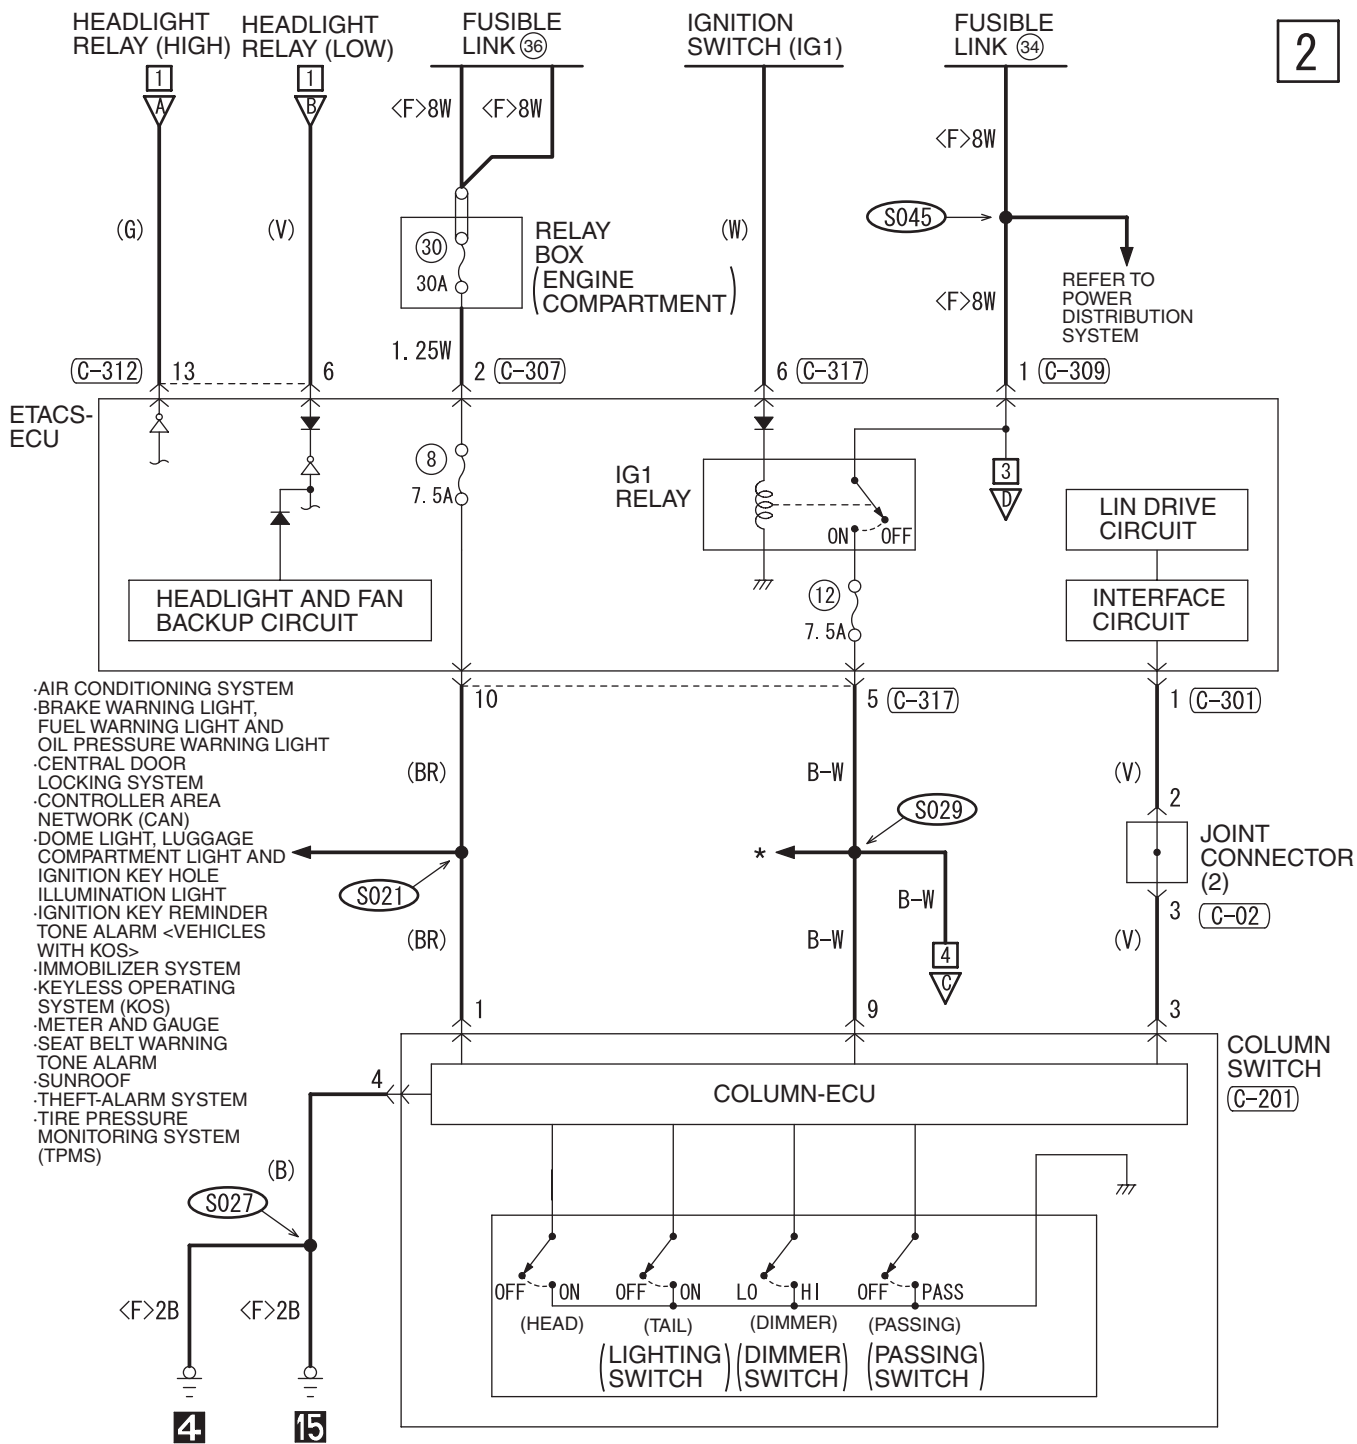 HEADLIGHT
RELAY (HIGH)
HEADLIGHT
RELAY (LOW)
FUSIBLE
LINK 36
IGNITION
SWITCH (IG1)
FUSIBLE
LINK 34
2
1
A
1
B
<F>8W
<F>8W
<F>8W
(G)
(V)
(W)
S045
30
30A
RELAY
BOX
(ENGINE
COMPARTMENT)
<F>8W
REFER TO
POWER
DISTRIBUTION
SYSTEM
1.25W
C-312
13
6
2
C-307
6
C-317
1
C-309
ETACS-
ECU
8
7.5A
IG1
RELAY
ON
OFF
3
D
LIN DRIVE
CIRCUIT
HEADLIGHT AND FAN
BACKUP CIRCUIT
12
7.5A
INTERFACE
CIRCUIT
·AIR CONDITIONING SYSTEM
·BRAKE WARNING LIGHT,
FUEL WARNING LIGHT AND
OIL PRESSURE WARNING LIGHT
·CENTRAL DOOR
LOCKING SYSTEM
·CONTROLLER AREA
NETWORK (CAN)
·DOME LIGHT, LUGGAGE
COMPARTMENT LIGHT AND
IGNITION KEY HOLE
ILLUMINATION LIGHT
·IGNITION KEY REMINDER
TONE ALARM <VEHICLES
WITH KOS>
·IMMOBILIZER SYSTEM
·KEYLESS OPERATING
SYSTEM (KOS)
·METER AND GAUGE
·SEAT BELT WARNING
TONE ALARM
·SUNROOF
·THEFT-ALARM SYSTEM
·TIRE PRESSURE
MONITORING SYSTEM
(TPMS)
10
5
C-317
1
C-301
(BR)
B-W
(V)
2
S029
JOINT
CONNECTOR
(2)
*
S021
B-W
3
C-02
(BR)
B-W
(V)
4
C
1
9
3
COLUMN
SWITCH
C-201
4
COLUMN-ECU
(B)
S027
<F>2B
<F>2B
OFF
ON
OFF
ON
LO
HI
OFF
PASS
(HEAD)
(TAIL)
(DIMMER)
(PASSING)
(LIGHTING
SWITCH)
(DIMMER
SWITCH)
(PASSING
SWITCH)
4
15